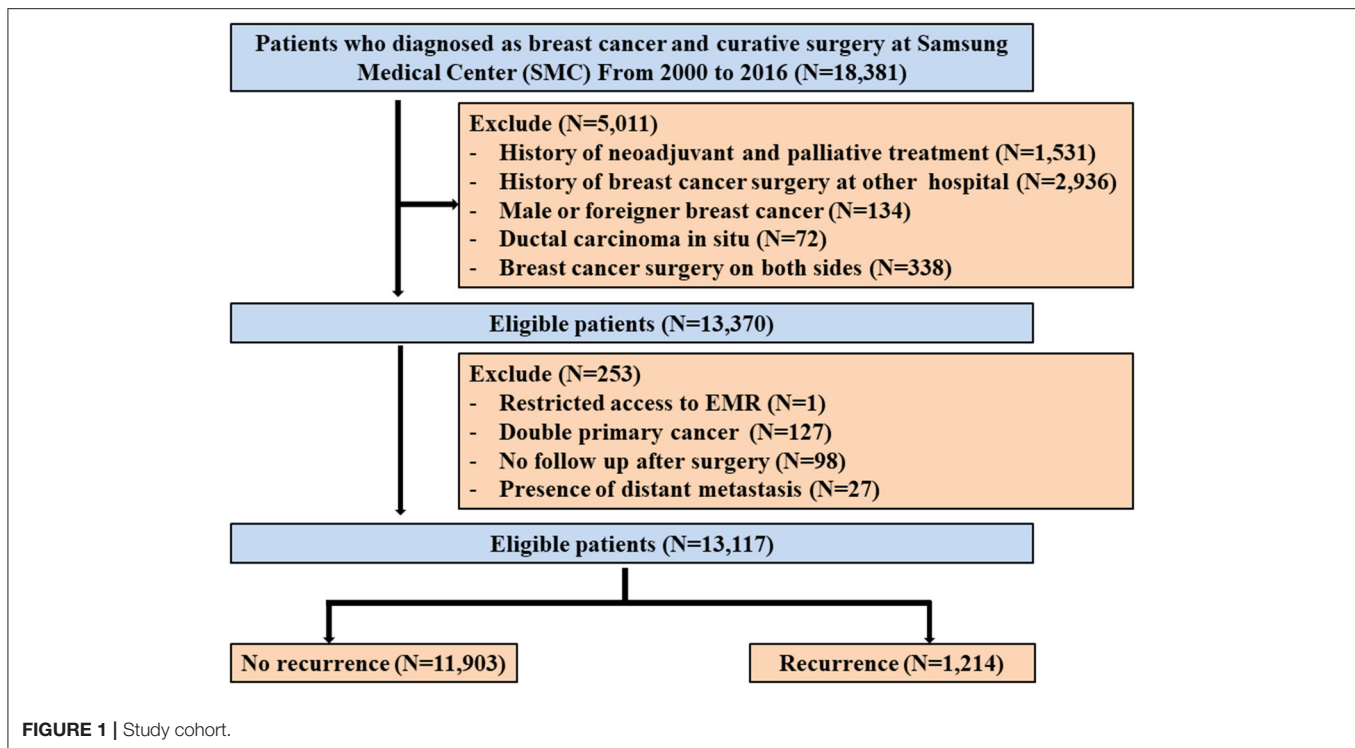 Patients who diagnosed as breast cancer and curative surgery at Samsung
Medical Center (SMC) From 2000 to 2016 (N=18,381)
Exclude (N=5,011)
- History of neoadjuvant and palliative treatment (N=1,531)
- History of breast cancer surgery at other hospital (N=2,936)
- Male or foreigner breast cancer (N=134)
- Ductal carcinoma in situ (N=72)
- Breast cancer surgery on both sides (N=338)
Eligible patients (N=13,370)
Exclude (N=253)
- Restricted access to EMR (N=1)
- Double primary cancer (N=127)
- No follow up after surgery (N=98)
- Presence of distant metastasis (N=27)
Eligible patients (N=13,117)
No recurrence (N=11,903)
Recurrence (N=1,214)
FIGURE 1 | Study cohort.